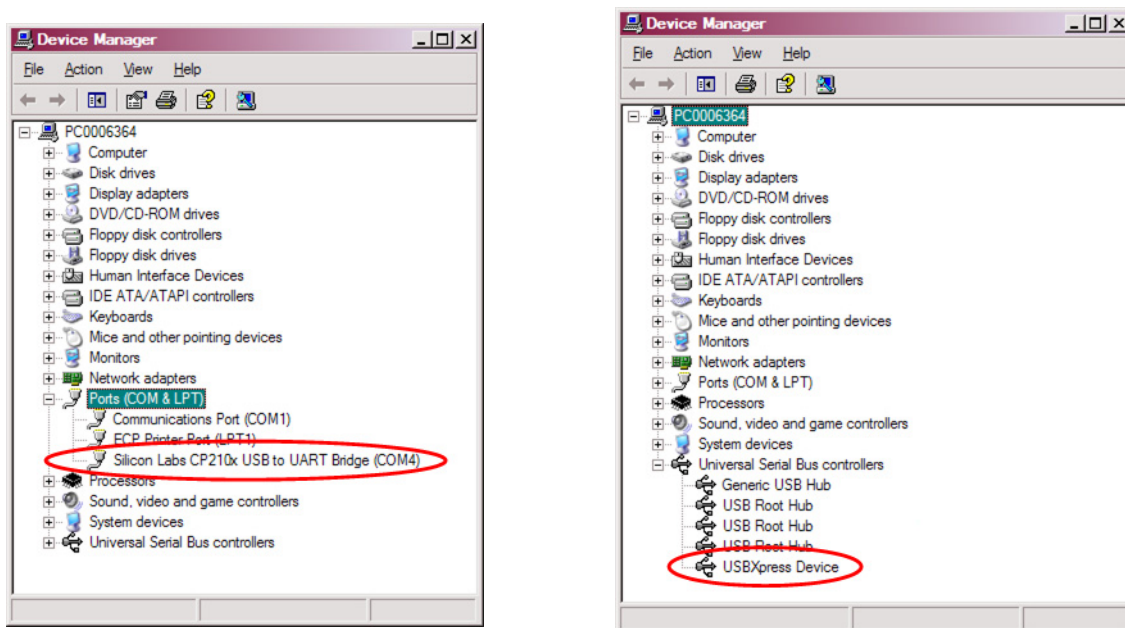 Device Manager
File Action View Help
PC0006364
Computer
Disk drives
Display adapters
DVD/CD-ROM drives
Floppy disk controllers
Floppy disk drives
Human Interface Devices
IDE ATA/ATAPI controllers
Keyboards
Mice and other pointing devices
Monitors
Network adapters
Ports (COM & LPT)
Communications Port (COM1)
ECP Printer Port (LPT1)
Silicon Labs CP210x USB to UART Bridge (COM4)
Processors
Sound, video and game controllers
System devices
Universal Serial Bus controllers
Device Manager
File Action View Help
PC0006364
Computer
Disk drives
Display adapters
DVD/CD-ROM drives
Floppy disk controllers
Floppy disk drives
Human Interface Devices
IDE ATA/ATAPI controllers
Keyboards
Mice and other pointing devices
Monitors
Network adapters
Ports (COM & LPT)
Processors
Sound, video and game controllers
System devices
Universal Serial Bus controllers
Generic USB Hub
USB Root Hub
USB Root Hub
USB Root Hub
USBXpress Device